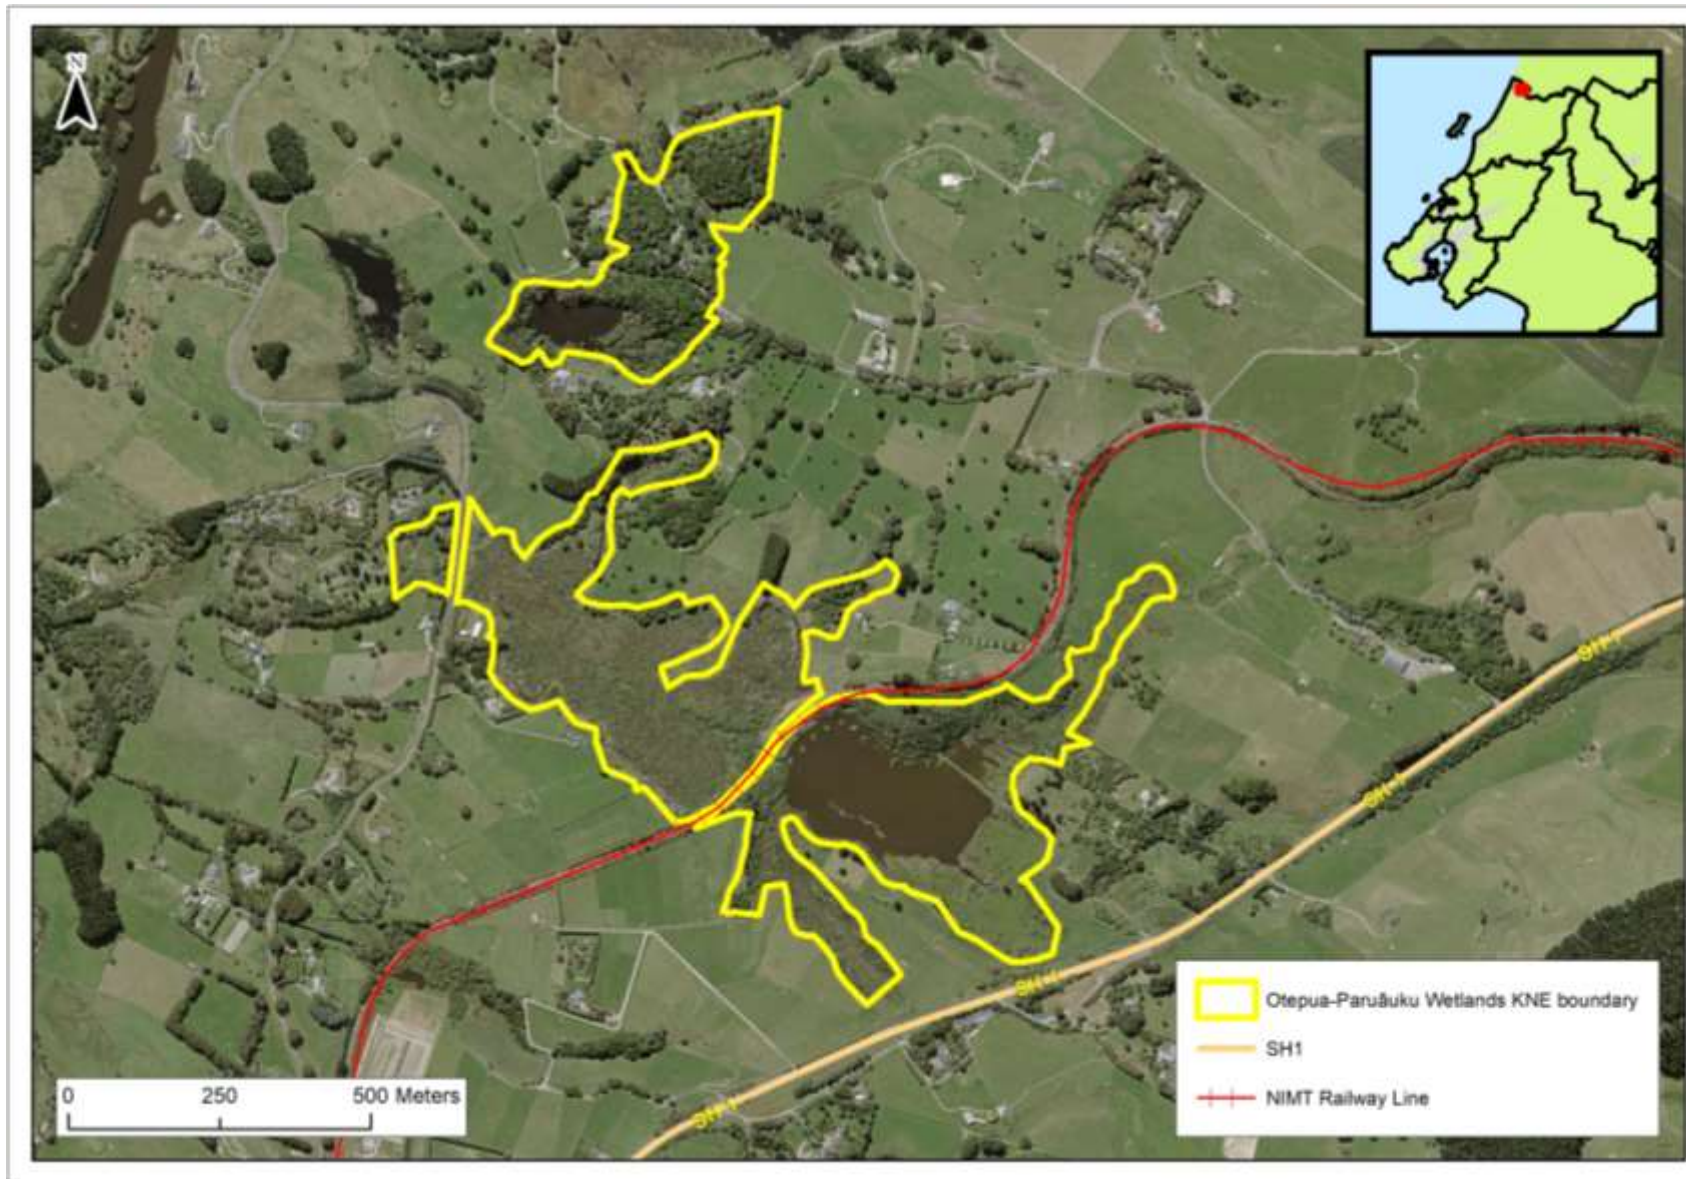 N
SH 1
SH 1
SH 1
SH 1
Otepua-Paruāuku Wetlands KNE boundary
SH1
NIMT Railway Line
0 250 500 Meters